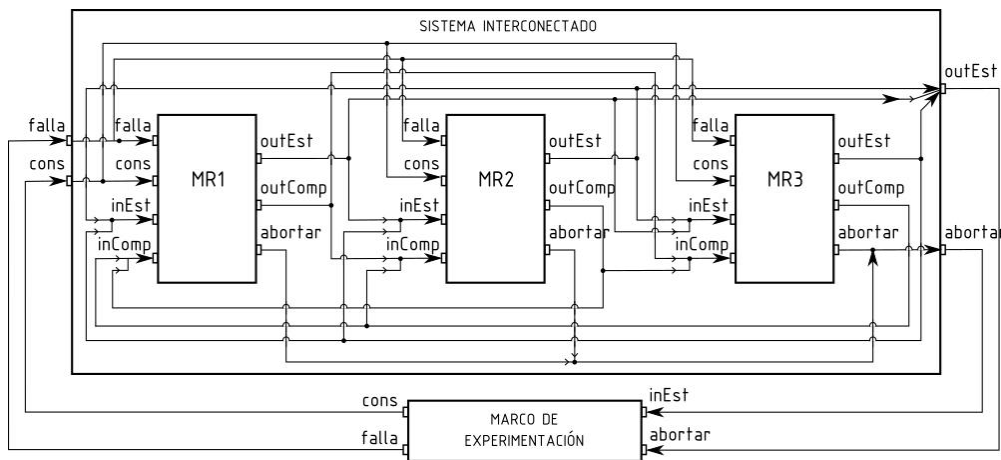 SISTEMA INTERCONECTADO
outEst
falla
falla
falla
falla
outEst
outEst
outEst
cons
cons
cons
cons
MR1
MR2
MR3
outComp
outComp
outComp
inEst
inEst
inEst
abortar
abortar
abortar
abortar
inComp
inComp
inComp
cons
inEst
MARCO DE
EXPERIMENTACIÓN
falla
abortar